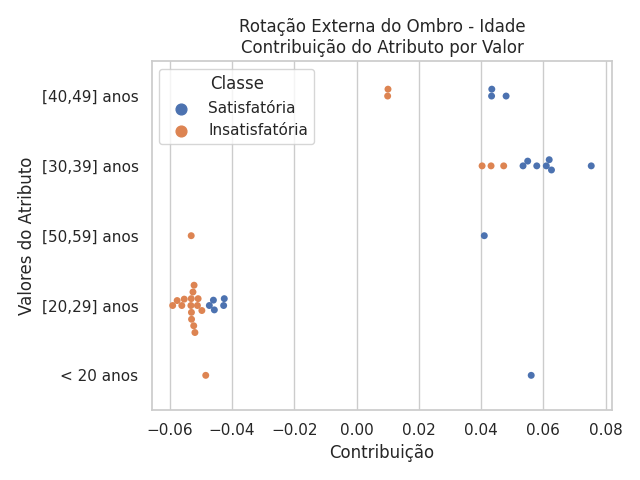 Rotação Externa do Ombro - Idade
Contribuição do Atributo por Valor
Classe
Satisfatória
Insatisfatória
Valores do Atributo
[40,49] anos
[30,39] anos
[50,59] anos
[20,29] anos
< 20 anos
−0.06 −0.04 −0.02 0.00 0.02 0.04 0.06 0.08
Contribuição